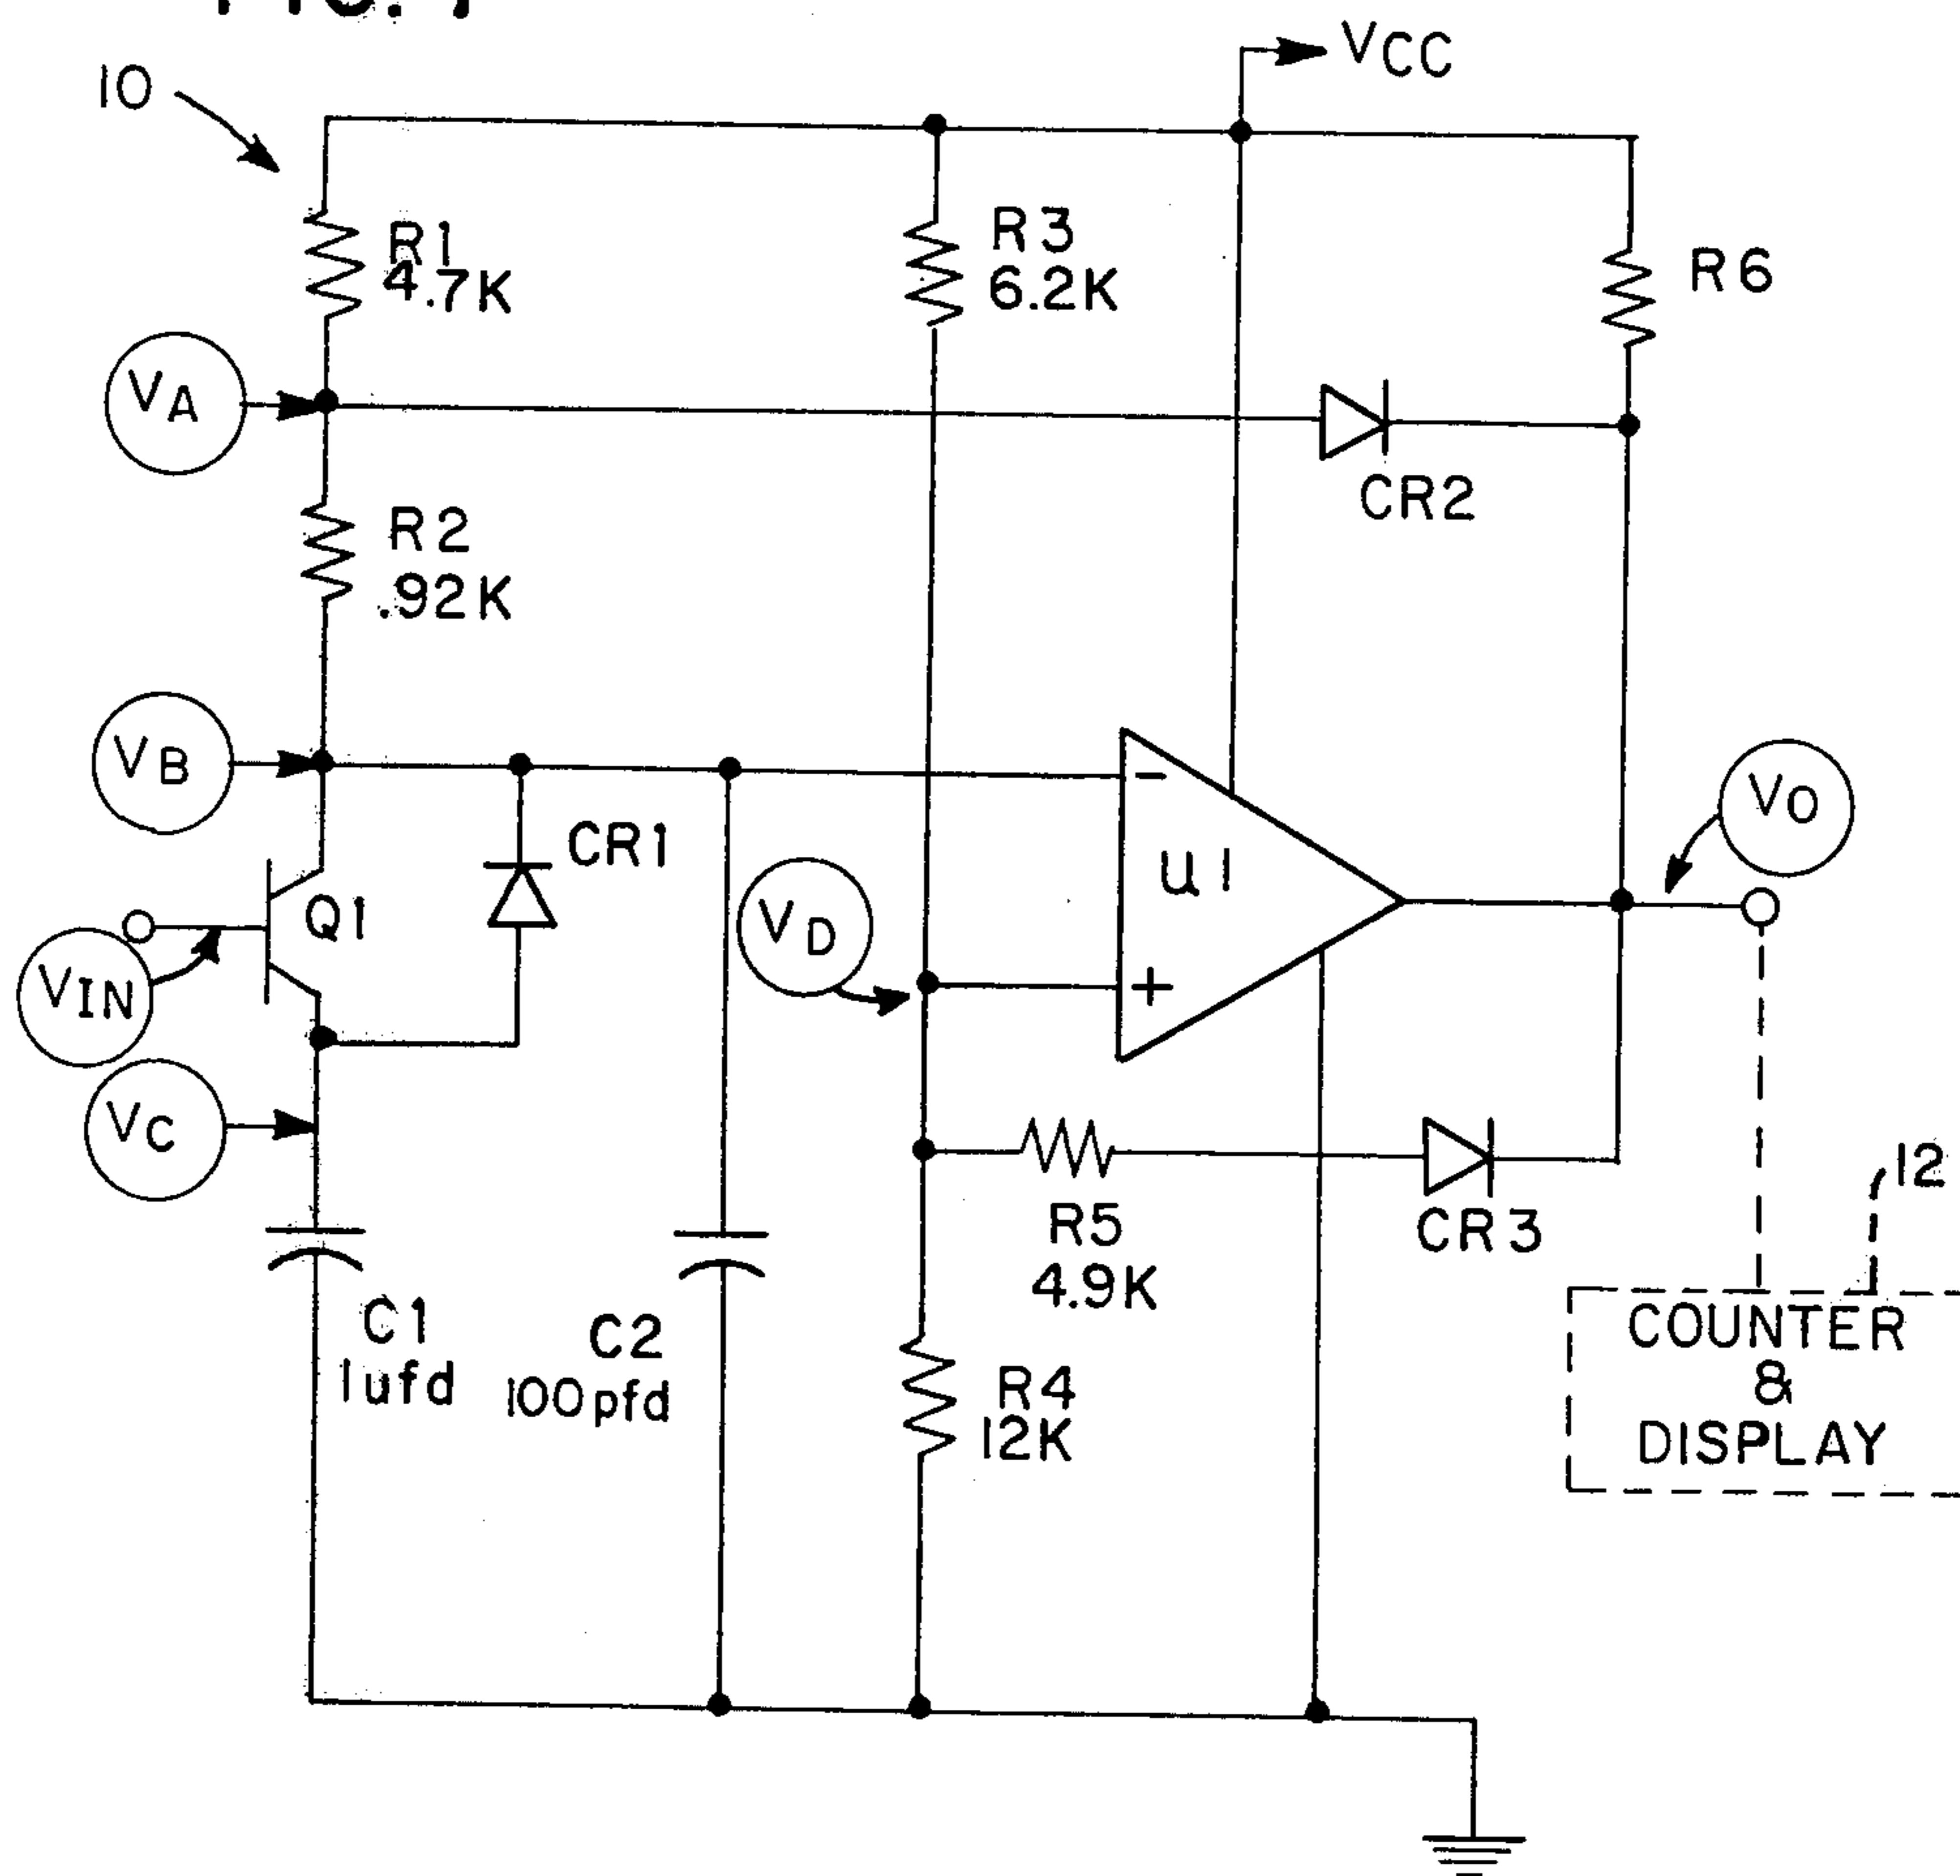 10
VCC
R1
4.7K
R3
6.2K
R6
VA
CR2
R2
.92K
VB
CR1
Q1
VIN
VD
-
u1
+
VO
VC
R5
4.9K
CR3
12
C1
1ufd
C2
100pfd
R4
12K
COUNTER
&
DISPLAY